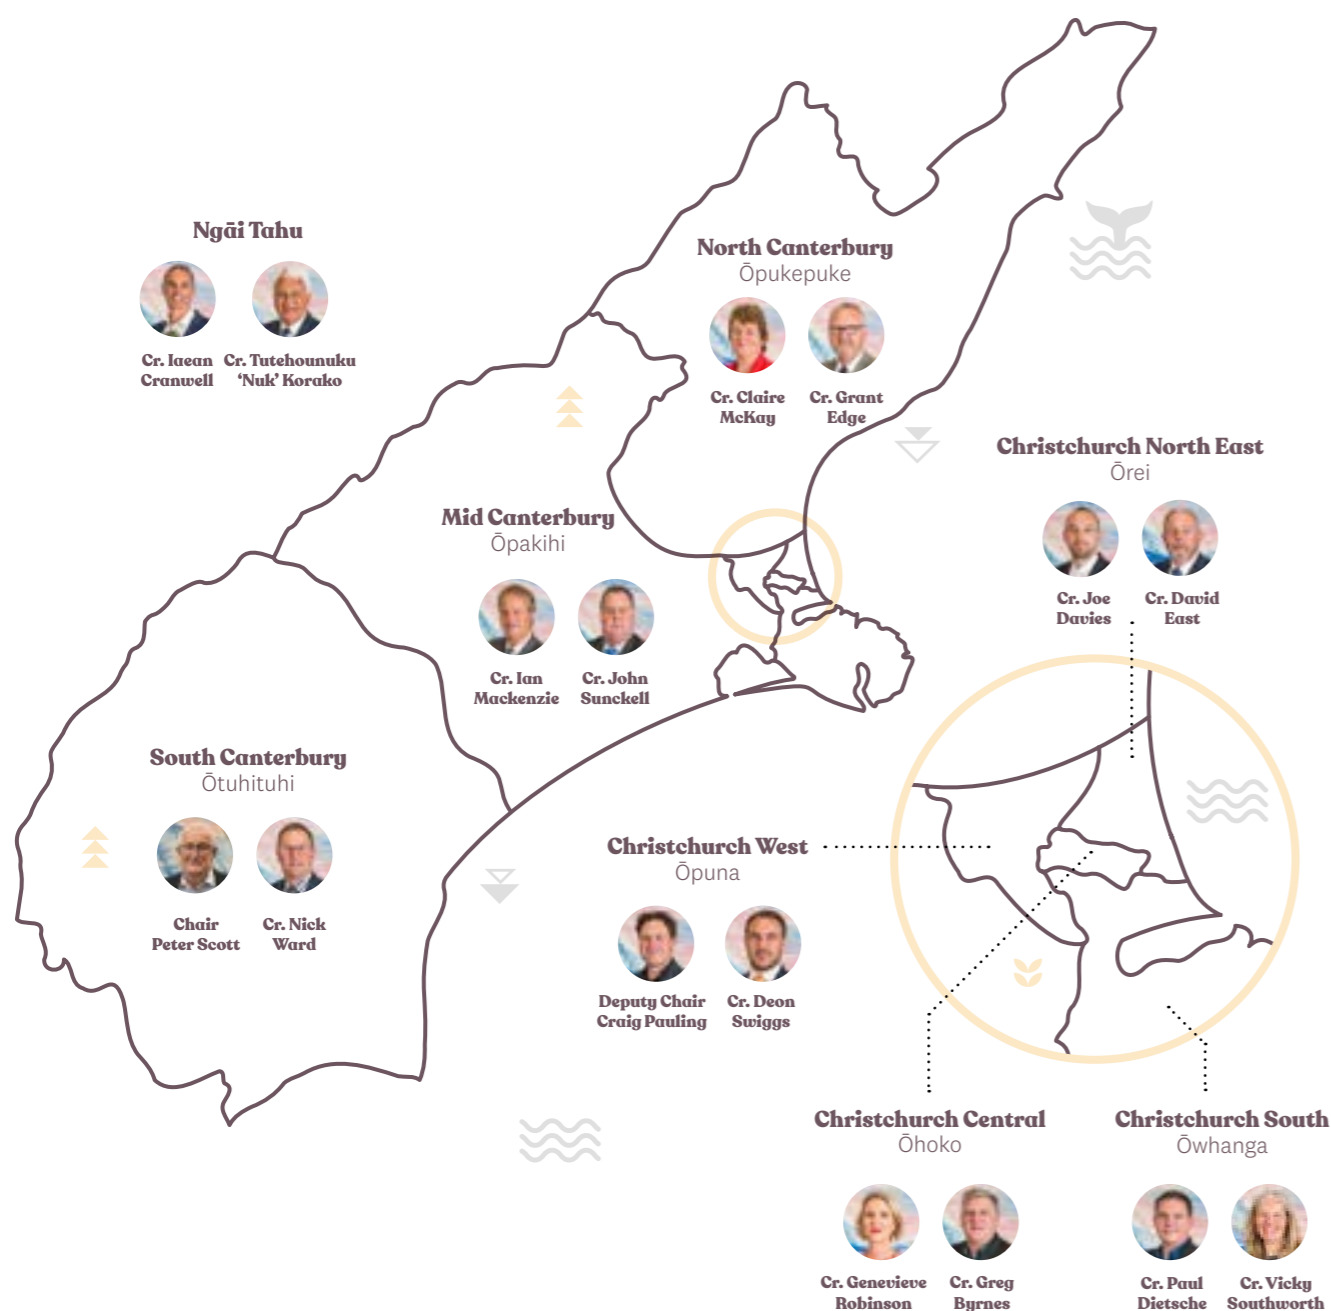 Ngāi Tahu
Cr. Iaean
Cranwell
Cr. Tutehounuku
‘Nuk’ Korako
North Canterbury
Ōpukepuke
Cr. Claire
McKay
Cr. Grant
Edge
Christchurch North East
Ōrei
Cr. Joe
Davies
Cr. David
East
Mid Canterbury
Ōpakihi
Cr. Ian
Mackenzie
Cr. John
Sunckell
South Canterbury
Ōtuhituhi
Chair
Peter Scott
Cr. Nick
Ward
Christchurch West
Ōpuna
Deputy Chair
Craig Pauling
Cr. Deon
Swiggs
Christchurch Central
Ōhoko
Cr. Genevieve
Robinson
Cr. Greg
Byrnes
Christchurch South
Ōwhanga
Cr. Paul
Dietsche
Cr. Vicky
Southworth